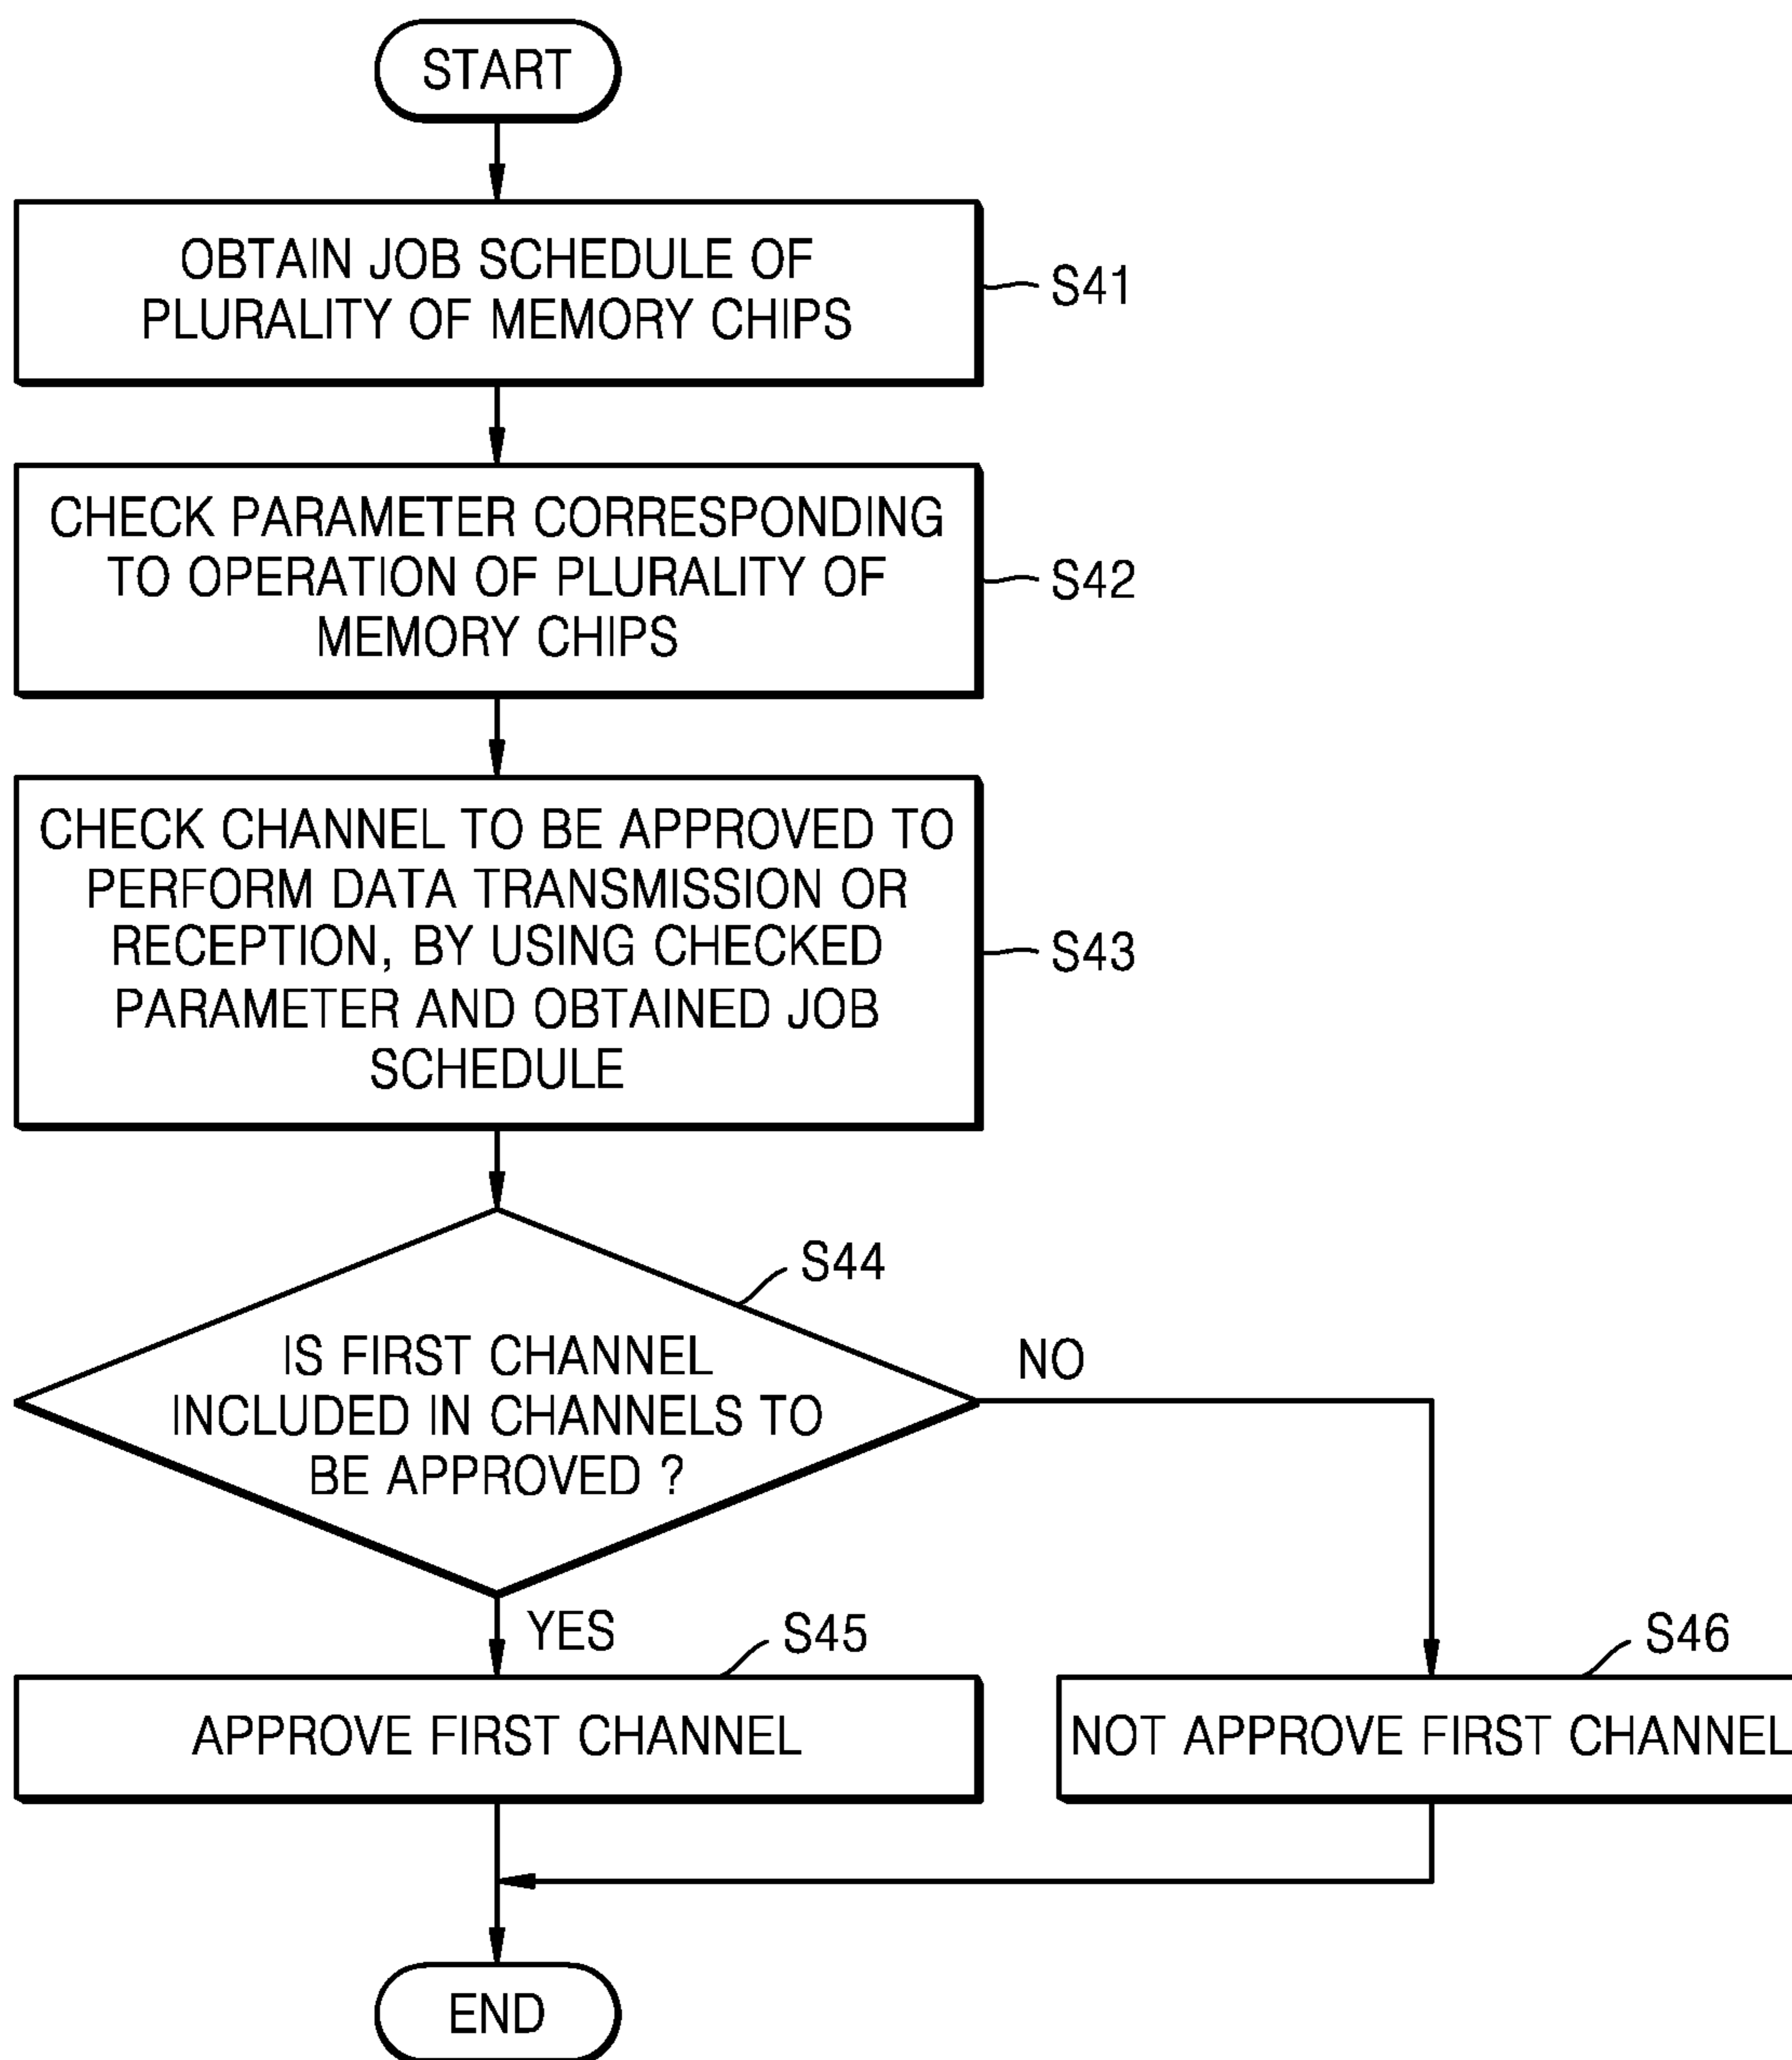 START
OBTAIN JOB SCHEDULE OF
PLURALITY OF MEMORY CHIPS
S41
CHECK PARAMETER CORRESPONDING
TO OPERATION OF PLURALITY OF
MEMORY CHIPS
S42
CHECK CHANNEL TO BE APPROVED TO
PERFORM DATA TRANSMISSION OR
RECEPTION, BY USING CHECKED
PARAMETER AND OBTAINED JOB
SCHEDULE
S43
S44
IS FIRST CHANNEL
INCLUDED IN CHANNELS TO
BE APPROVED ?
NO
YES
S45
APPROVE FIRST CHANNEL
S46
NOT APPROVE FIRST CHANNEL
END